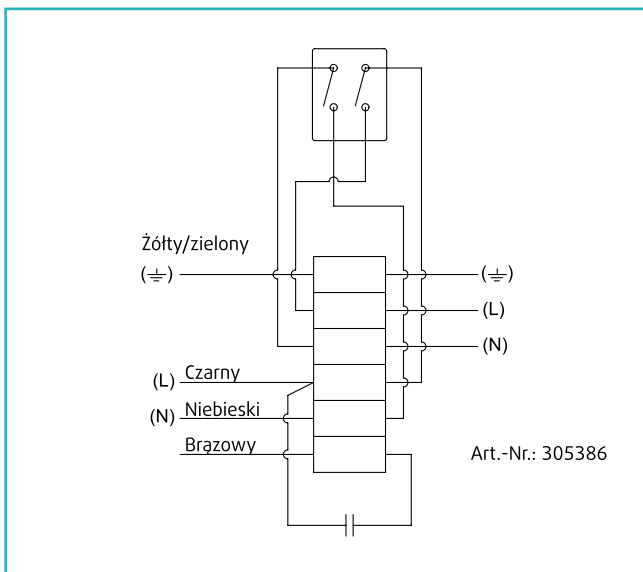 Żółty/zielony
(⏚) (⏚)
(L)
(N)
(L) Czarny
(N) Niebieski
Brązowy
Art.-Nr.: 305386